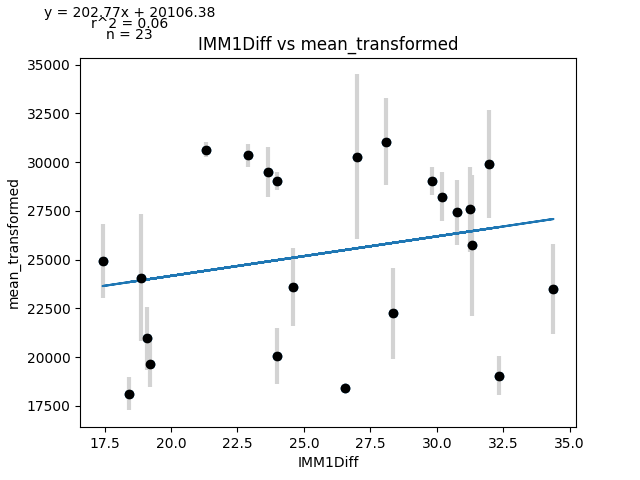 y = 202.77x + 20106.38
r^2 = 0.06
n = 23
IMM1Diff vs mean_transformed
35000
32500
30000
27500
25000
22500
20000
17500
mean_transformed
17.5 20.0 22.5 25.0 27.5 30.0 32.5 35.0
IMM1Diff